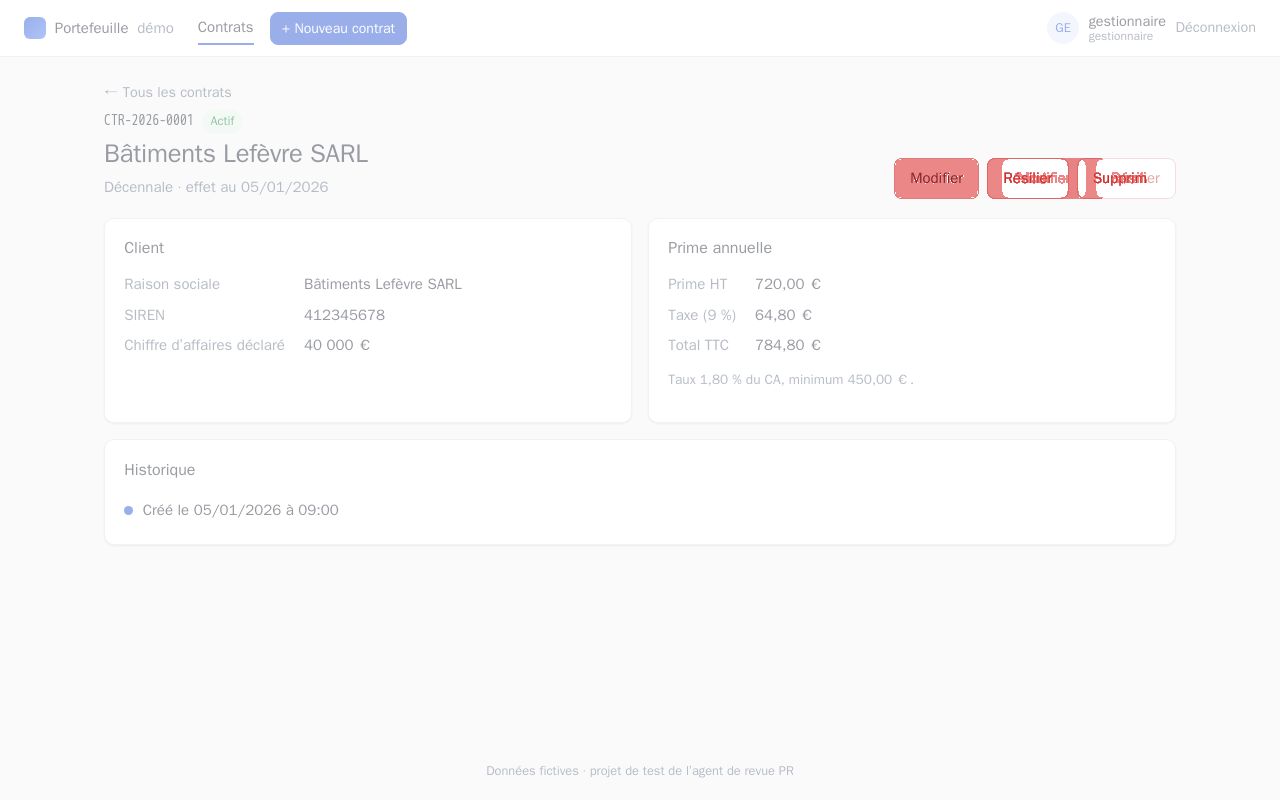 Portefeuille démo Contrats + Nouveau contrat GE gestionnaire Déconnexion
gestionnaire
← Tous les contrats
CTR-2026-0001 Actif
Bâtiments Lefèvre SARL
Décennale · effet au 05/01/2026
Modifier Résilier
Client
Raison sociale Bâtiments Lefèvre SARL
SIREN 412345678
Chiffre d'affaires déclaré 40 000 €
Prime annuelle
Prime HT 720,00 €
Taxe (9 %) 64,80 €
Total TTC 784,80 €
Taux 1,80 % du CA, minimum 450,00 € .
Historique
Créé le 05/01/2026 à 09:00
Données fictives · projet de test de l'agent de revue PR